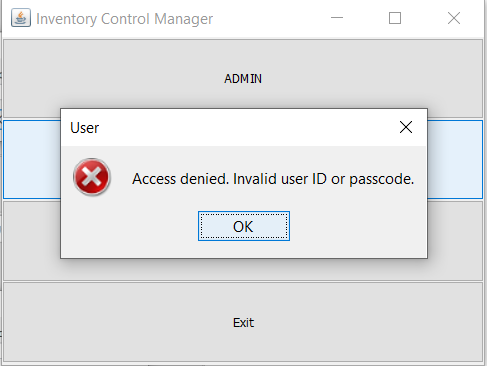 Inventory Control Manager
ADMIN
User
Access denied. Invalid user ID or passcode.
OK
Exit